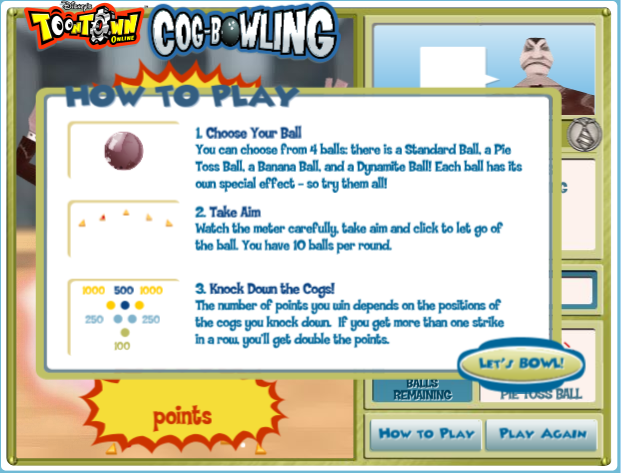 Disney's
TOONTOWN
ONLINE
COG-BOWLING
HOW TO PLAY
1. Choose Your Ball
You can choose from 4 balls: there is a Standard Ball, a Pie
Toss Ball, a Banana Ball, and a Dynamite Ball! Each ball has its
own special effect - so try them all!
2. Take Aim
Watch the meter carefully, take aim and click to let go of
the ball. You have 10 balls per round.
1000 500 1000
250 250
100
3. Knock Down the Cogs!
The number of points you win depends on the positions of
the cogs you knock down. If you get more than one strike
in a row, you'll get double the points.
LET'S BOWL!
points
BALLS
REMAINING
PIE TOSS BALL
HOW TO PLAY
PLAY AGAIN